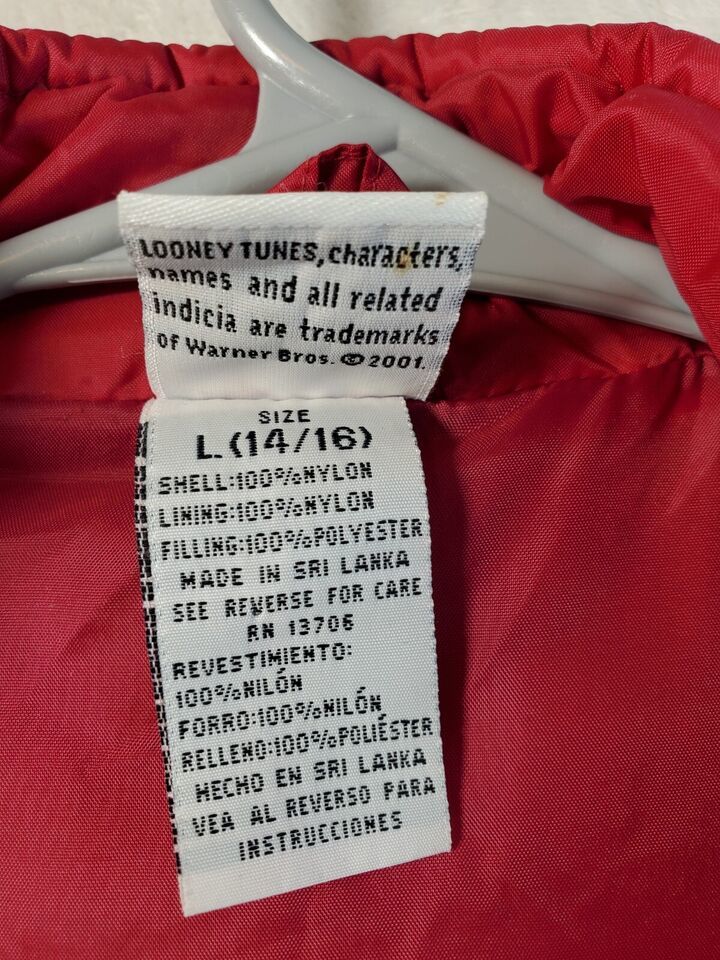 LOONEY TUNES, characters,
names and all related
indicia are trademarks
of Warner Bros. © 2001.
SIZE
L (14/16)
SHELL:100%NYLON
LINING:100%NYLON
FILLING:100%POLYESTER
MADE IN SRI LANKA
SEE REVERSE FOR CARE
RN 13706
REVESTIMIENTO:
100%NILÓN
FORRO:100%NILÓN
RELLENO:100%POLIÉSTER
HECHO EN SRI LANKA
VEA AL REVERSO PARA
INSTRUCCIONES